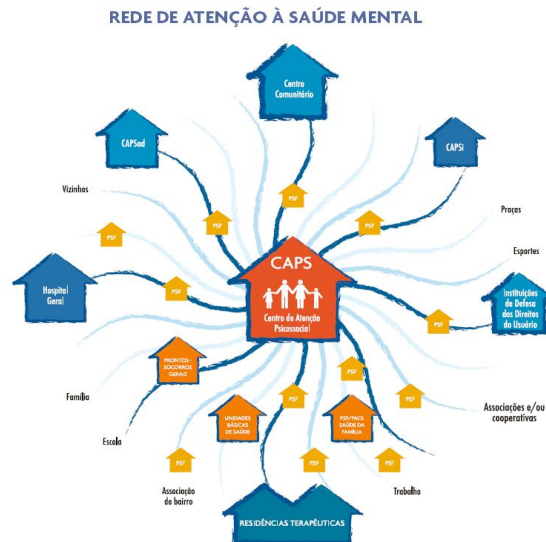 REDE DE ATENÇÃO À SAÚDE MENTAL
Centro
Comunitário
CAPSad
CAPSi
Vizinhos
PSF
PSF
PSF
Praças
PSF
Esportes
CAPS
Centro de Atenção
Psicossocial
Hospital
Geral
PSF
Instituições
de Defesa
dos Direitos
do Usuário
PSF
PRONTOS-
SOCORROS
GERAIS
PSF
Família
PSF
PSF
UNIDADES
BÁSICAS
DE SAÚDE
SAÚDE DA
FAMÍLIA
Associações e/ou
cooperativas
Escola
PSF
PSF
PSF
Associação
de bairro
Trabalho
RESIDÊNCIAS TERAPÊUTICAS